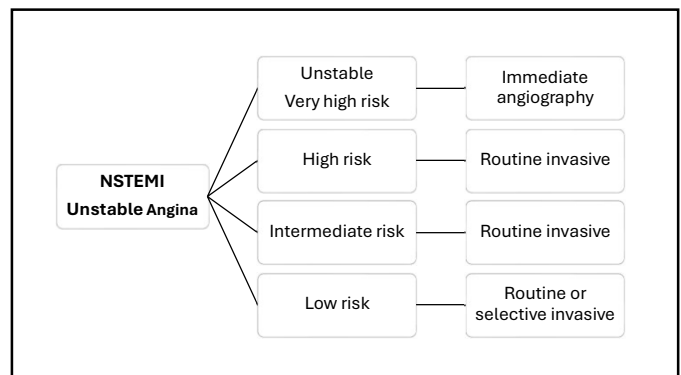 NSTEMI
Unstable Angina
Unstable
Very high risk
Immediate
angiography
High risk
Routine invasive
Intermediate risk
Routine invasive
Low risk
Routine or
selective invasive